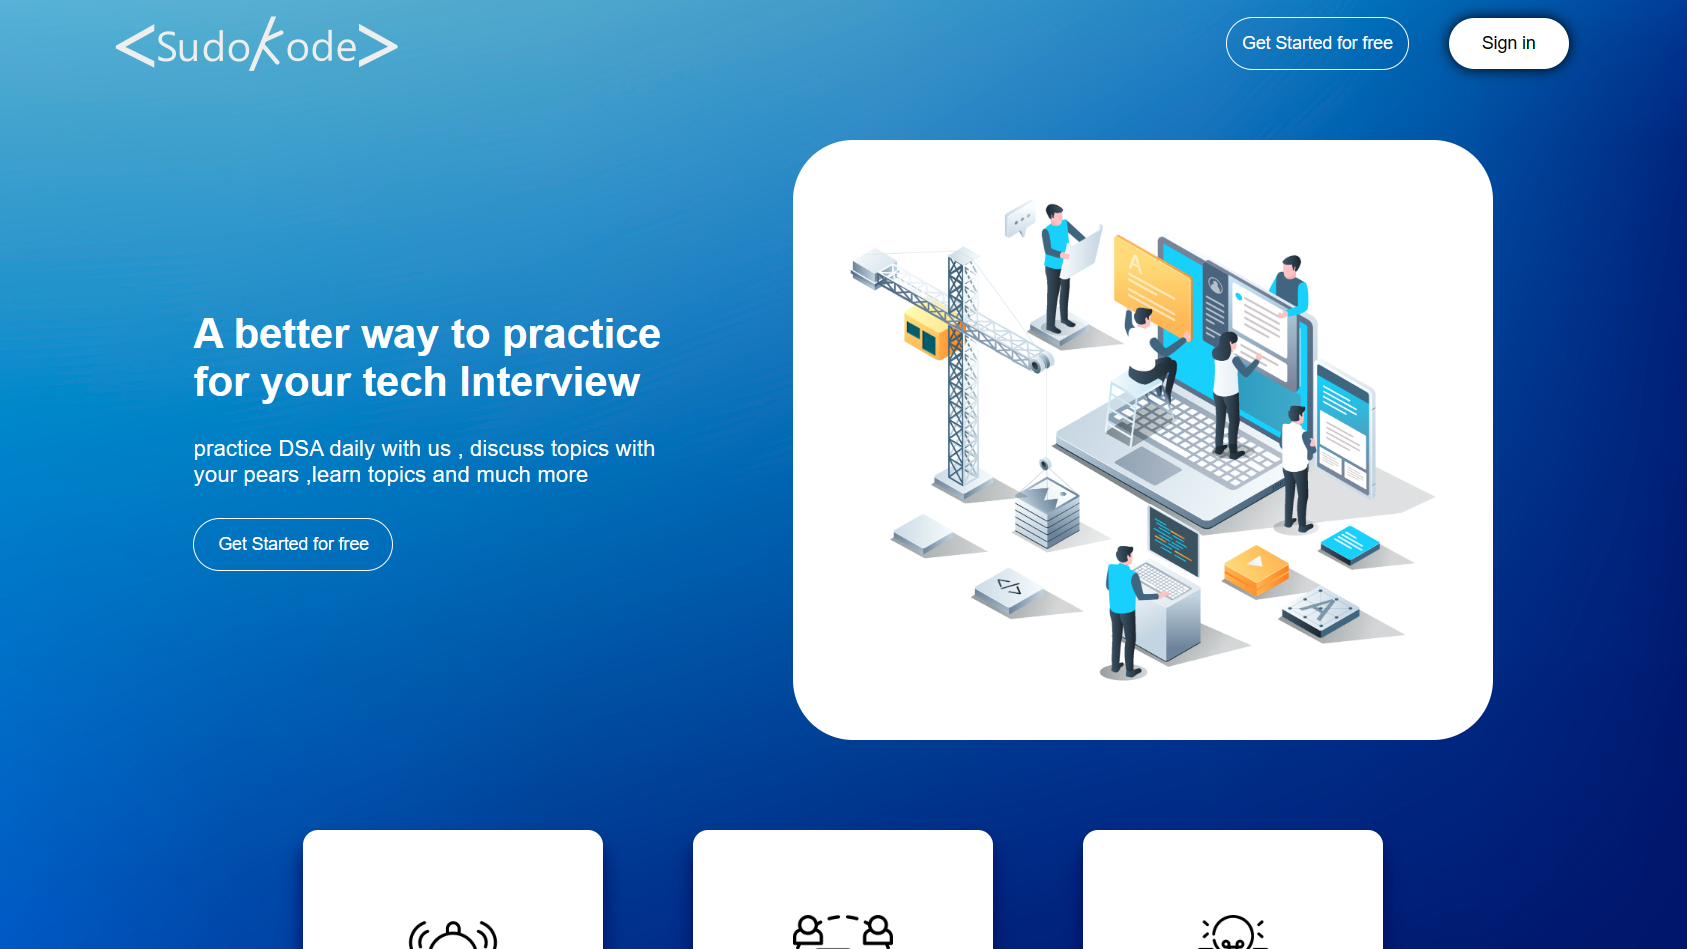 <SudoKode>
Get Started for free
Sign in
A better way to practice
for your tech Interview
practice DSA daily with us , discuss topics with
your pears ,learn topics and much more
Get Started for free
A
</>
A